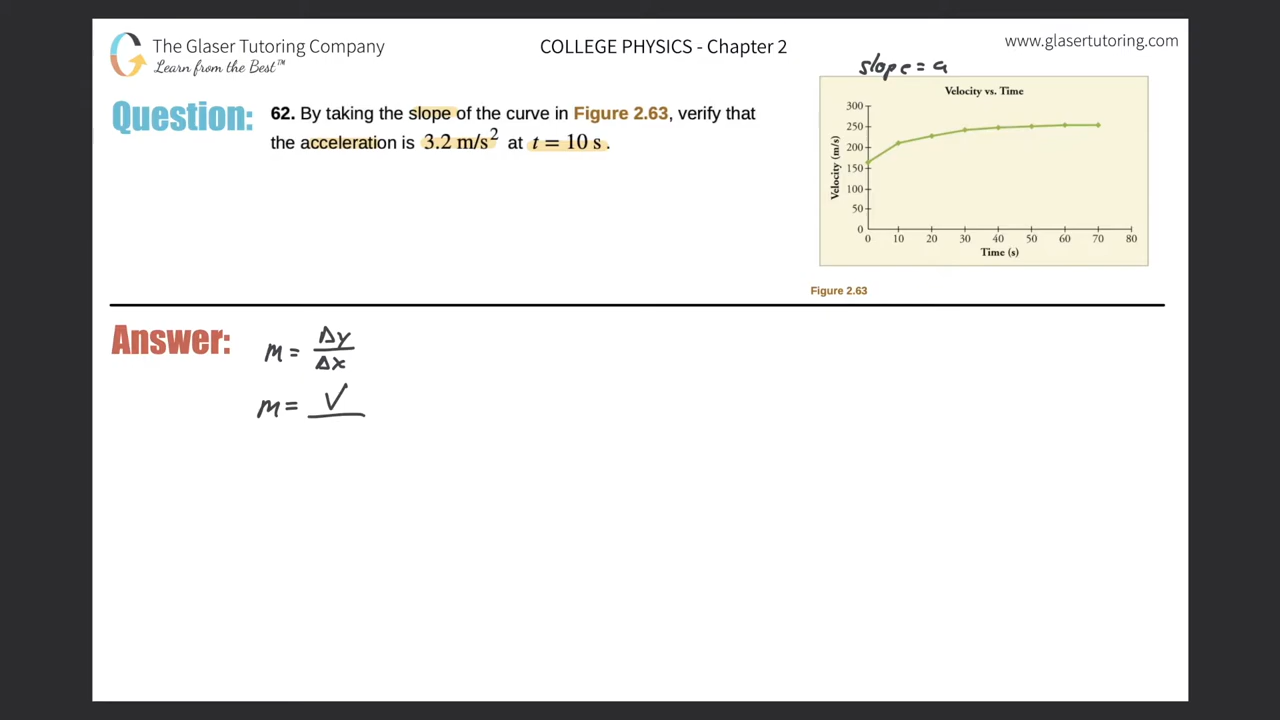 The Glaser Tutoring Company
Learn from the Best™
COLLEGE PHYSICS - Chapter 2
www.glasertutoring.com
Question:
62. By taking the slope of the curve in Figure 2.63, verify that
the acceleration is 3.2 m/s² at t = 10 s.
slope = a
Velocity vs. Time
Velocity (m/s)
300
250
200
150
100
50
0
0 10 20 30 40 50 60 70 80
Time (s)
Figure 2.63
Answer:
m = Δy/Δx
m = V